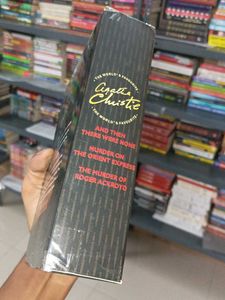 THE WORLD'S FAVOURITE
Agatha
Christie
THE WORLD'S FAVOURITE
AND THEN
THERE WERE NONE
MURDER ON
THE ORIENT EXPRESS
THE MURDER OF
ROGER ACKROYD